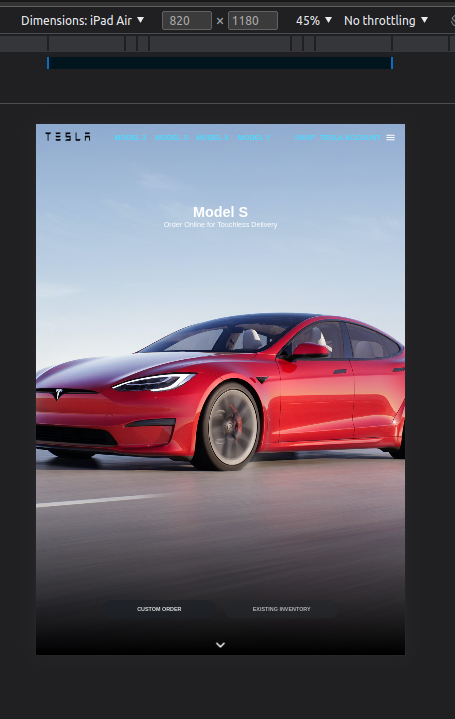 Dimensions: iPad Air ▼ 820 × 1180 45% ▼ No throttling ▼
TESLA MODEL S
Model S
Order Online for Touchless Delivery
CUSTOM ORDER EXISTING INVENTORY